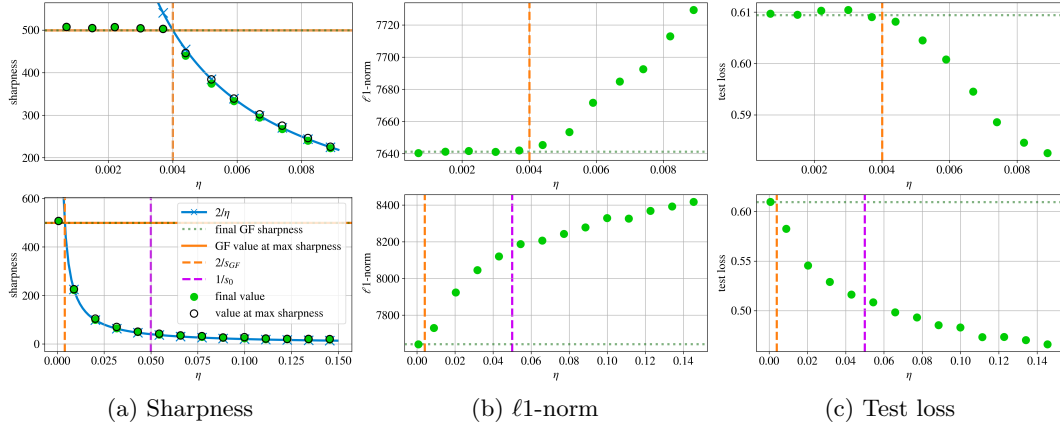 500
400
300
200
sharpness
0.002
0.004
0.006
0.008
η
7720
7700
7680
7660
7640
ℓ1-norm
0.002
0.004
0.006
0.008
η
0.61
0.60
0.59
test loss
0.002
0.004
0.006
0.008
η
600
500
400
200
0
sharpness
0.000
0.025
0.050
0.075
0.100
0.125
0.150
η
2/η
final GF sharpness
GF value at max sharpness
2/s_GF
1/s_0
final value
value at max sharpness
8400
8200
8000
7800
ℓ1-norm
0.00
0.02
0.04
0.06
0.08
0.10
0.12
0.14
η
0.60
0.55
0.50
test loss
0.00
0.02
0.04
0.06
0.08
0.10
0.12
0.14
η
(a) Sharpness
(b) ℓ1-norm
(c) Test loss